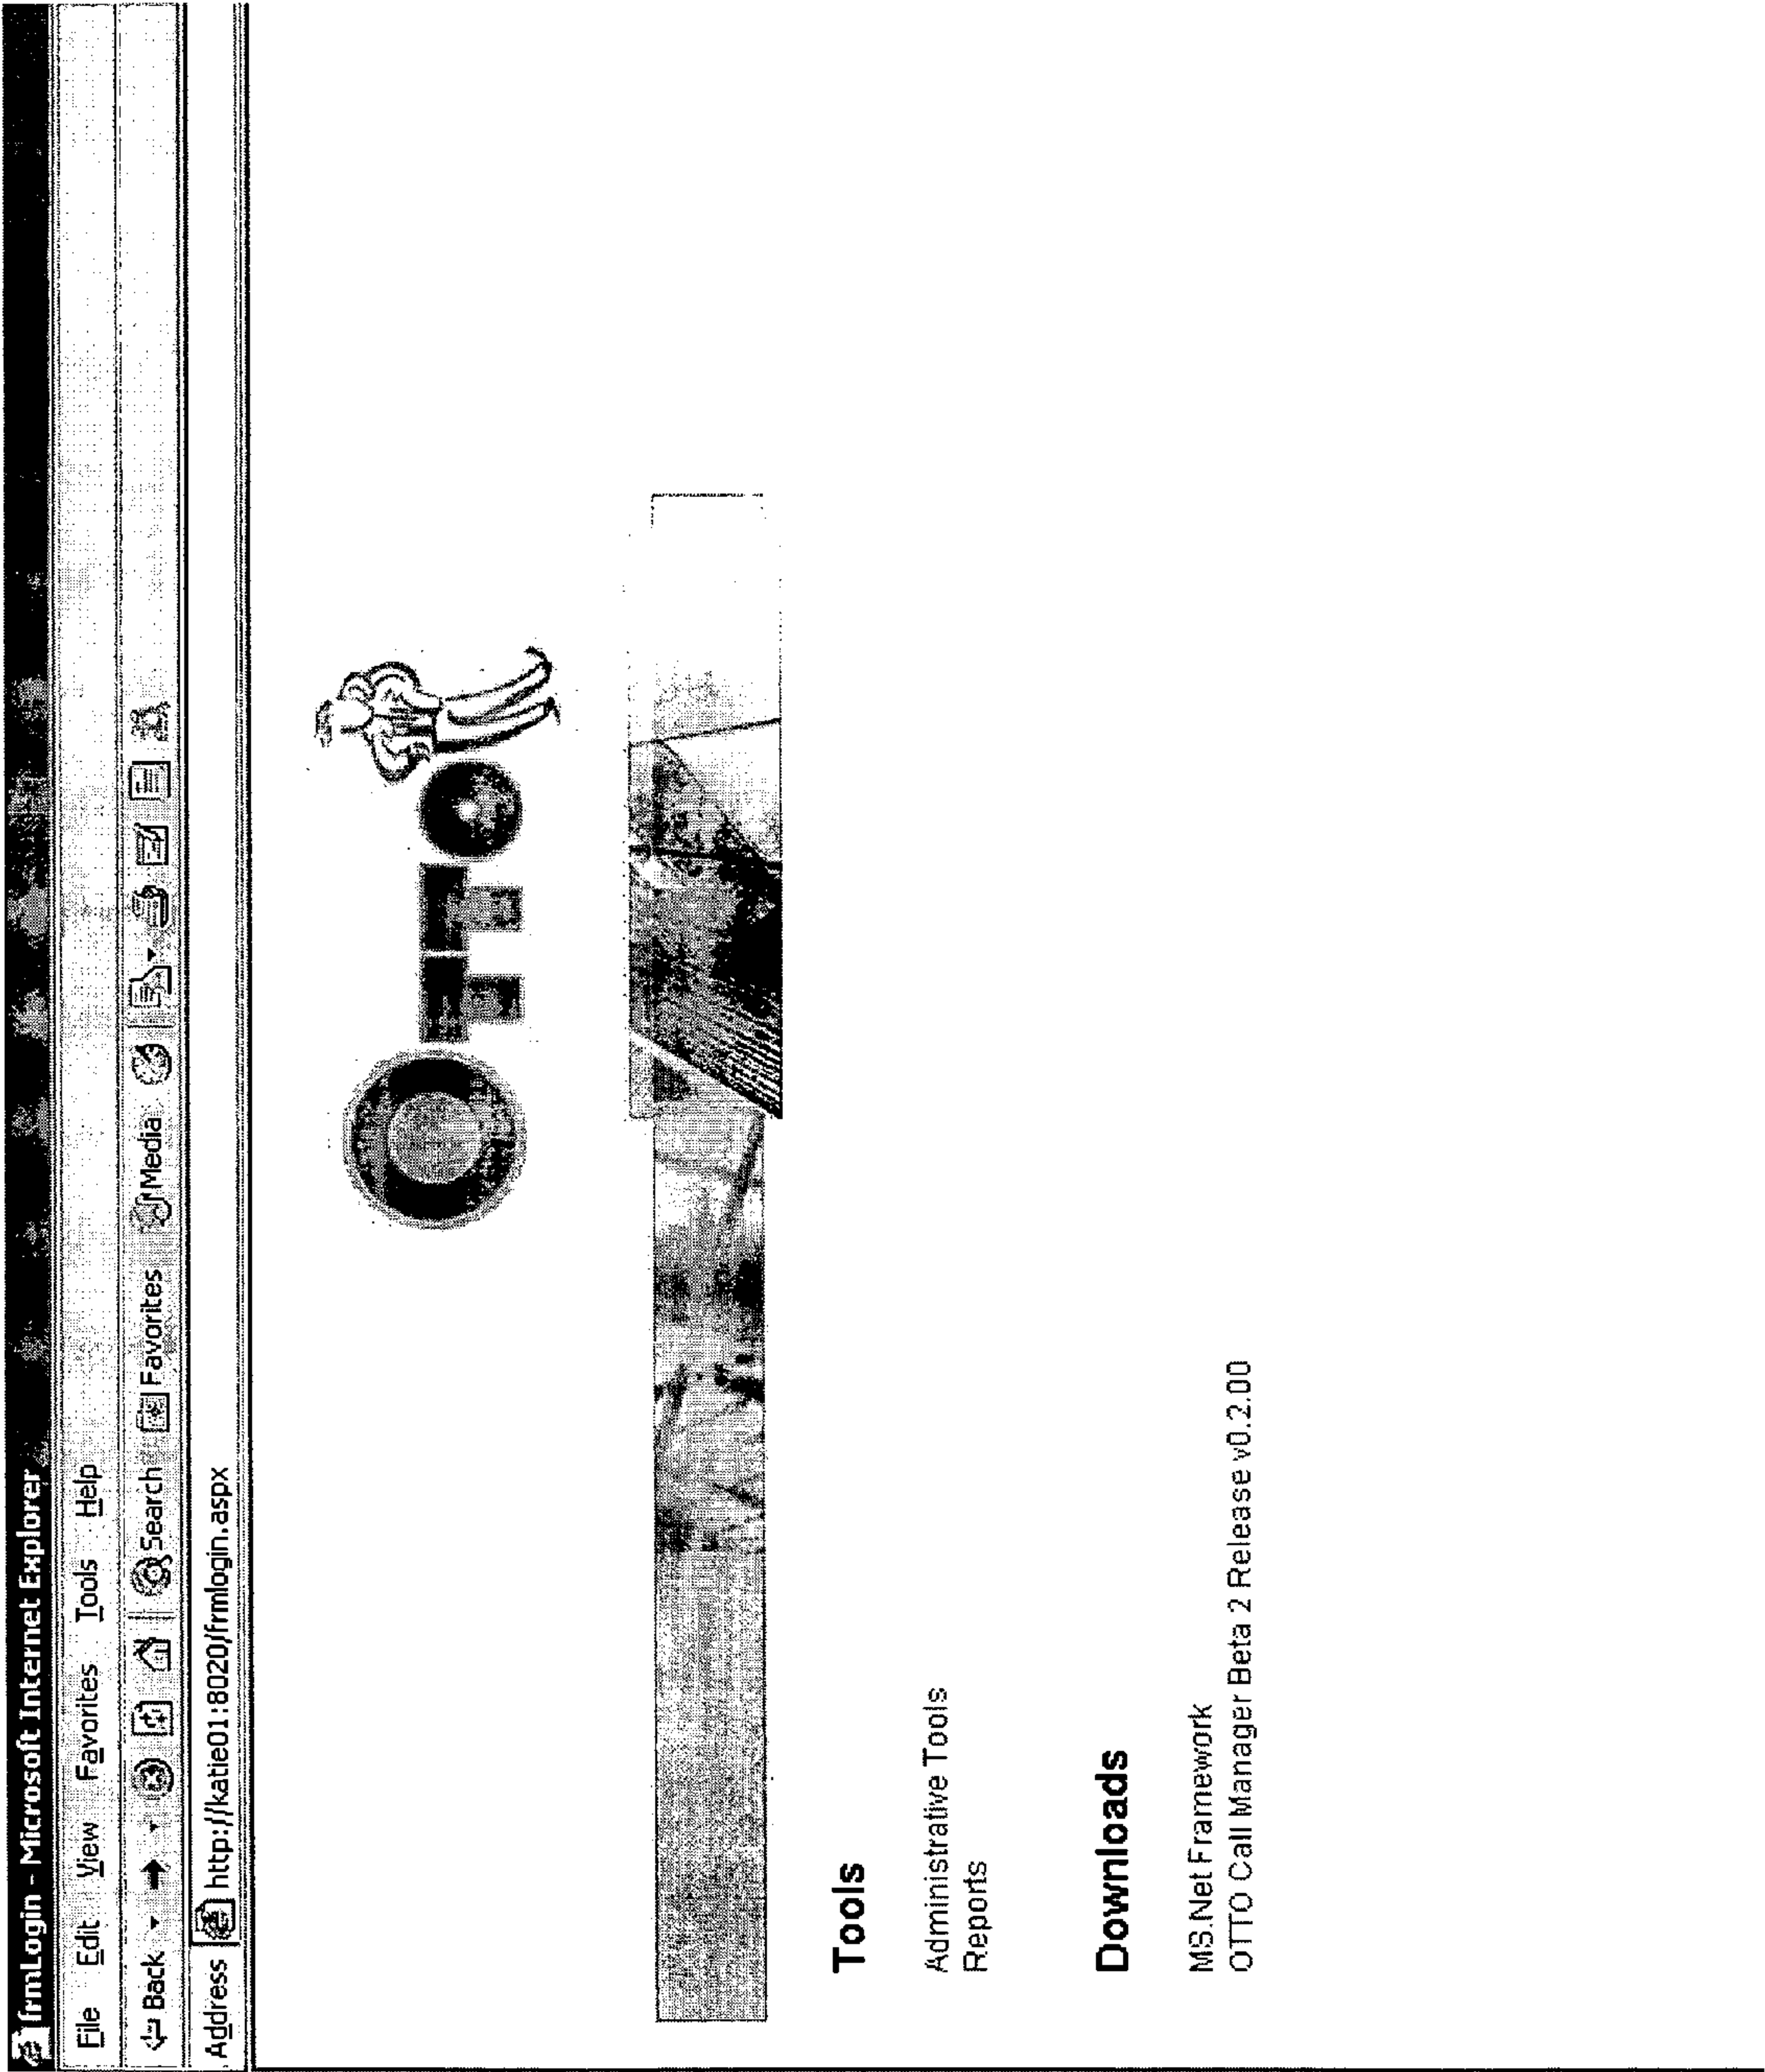 frmLogin - Microsoft Internet Explorer
File Edit View Favorites Tools Help
Back Search Favorites Media
Address http://katie01:8020/frmlogin.aspx
OTTO
Tools
Administrative Tools
Reports
Downloads
MS.Net Framework
OTTO Call Manager Beta 2 Release v0.2.00